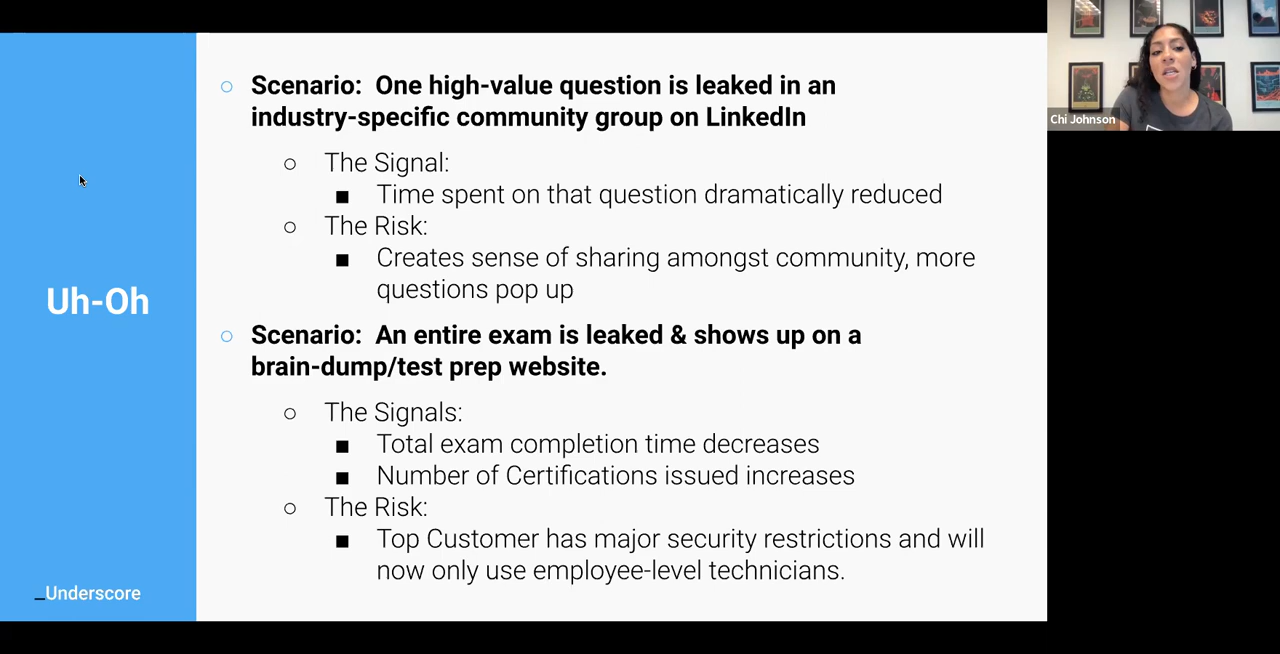 Scenario:  One high-value question is leaked in an
industry-specific community group on LinkedIn
The Signal:
Time spent on that question dramatically reduced
The Risk:
Creates sense of sharing amongst community, more
questions pop up
Uh-Oh
Scenario:  An entire exam is leaked & shows up on a
brain-dump/test prep website.
The Signals:
Total exam completion time decreases
Number of Certifications issued increases
The Risk:
Top Customer has major security restrictions and will
now only use employee-level technicians.
_Underscore
Chi Johnson